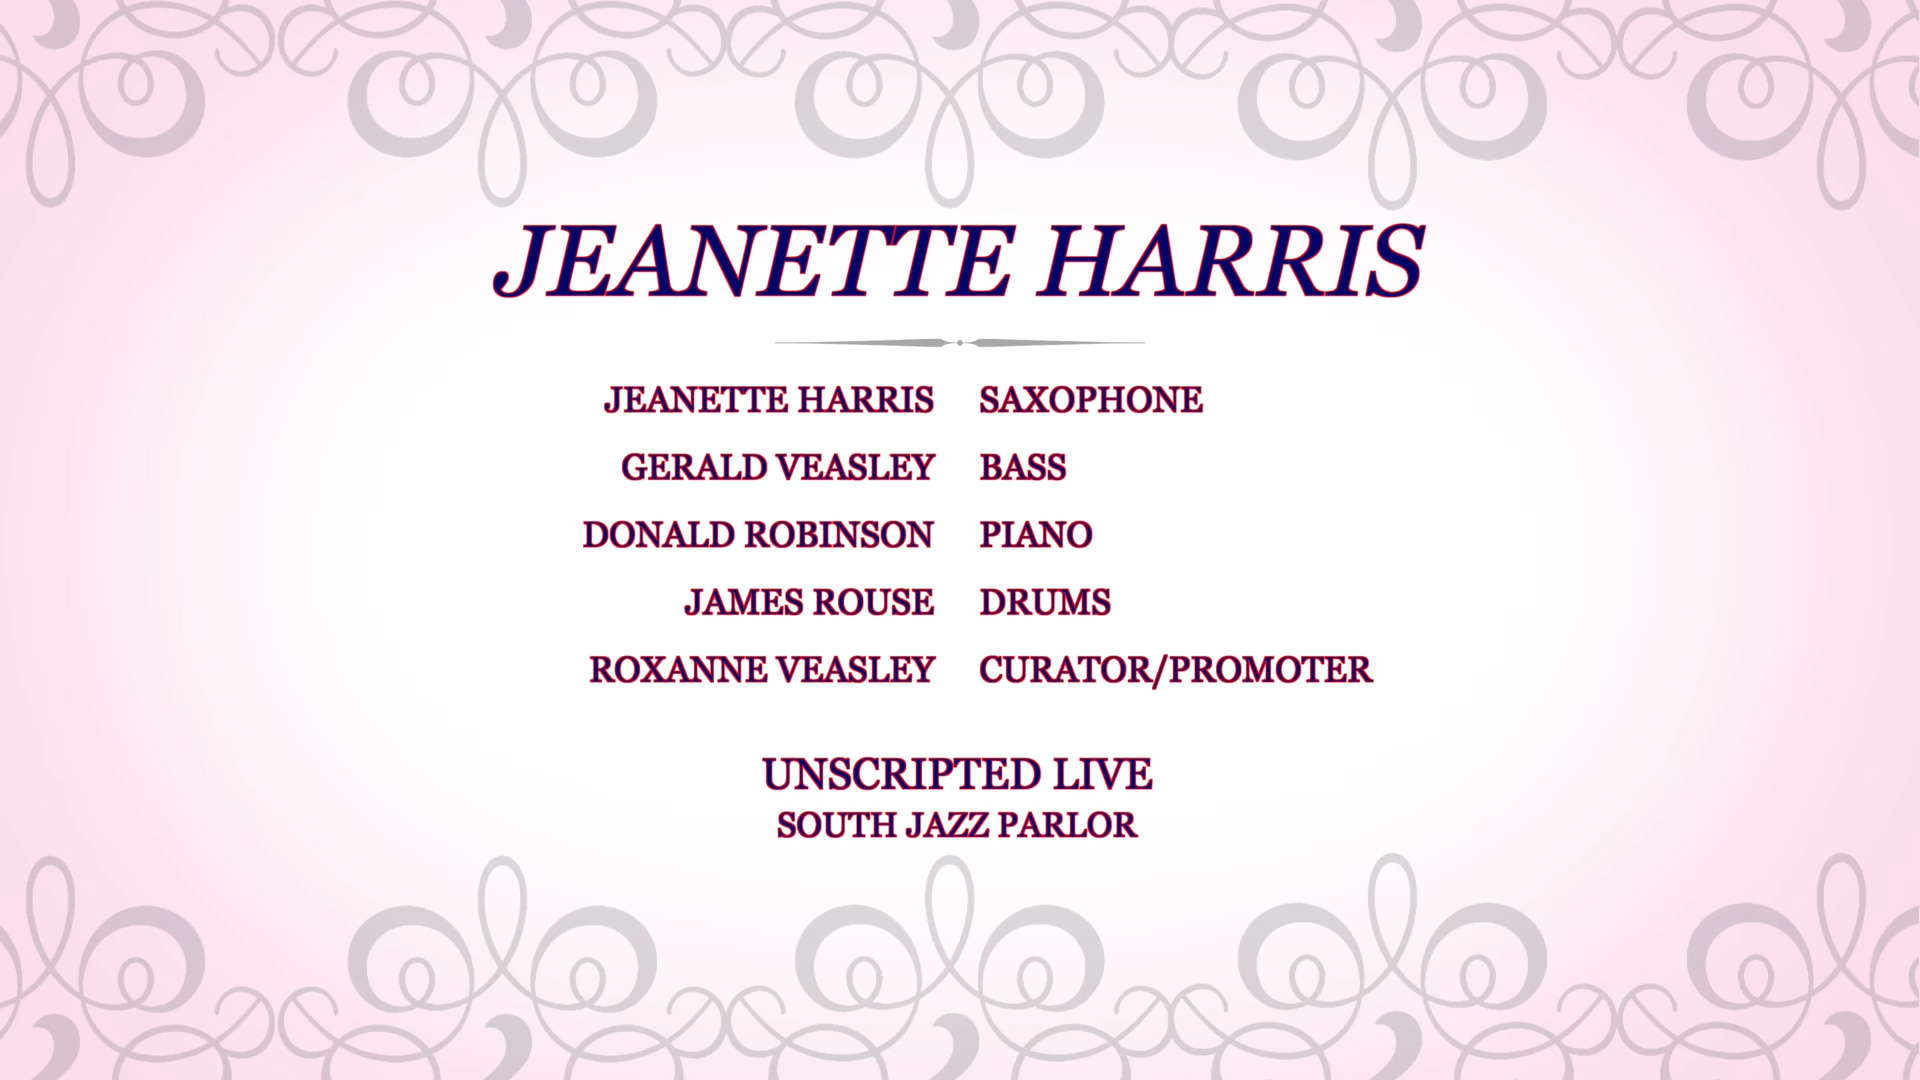 JEANETTE HARRIS
JEANETTE HARRIS SAXOPHONE
GERALD VEASLEY BASS
DONALD ROBINSON PIANO
JAMES ROUSE DRUMS
ROXANNE VEASLEY CURATOR/PROMOTER
UNSCRIPTED LIVE
SOUTH JAZZ PARLOR